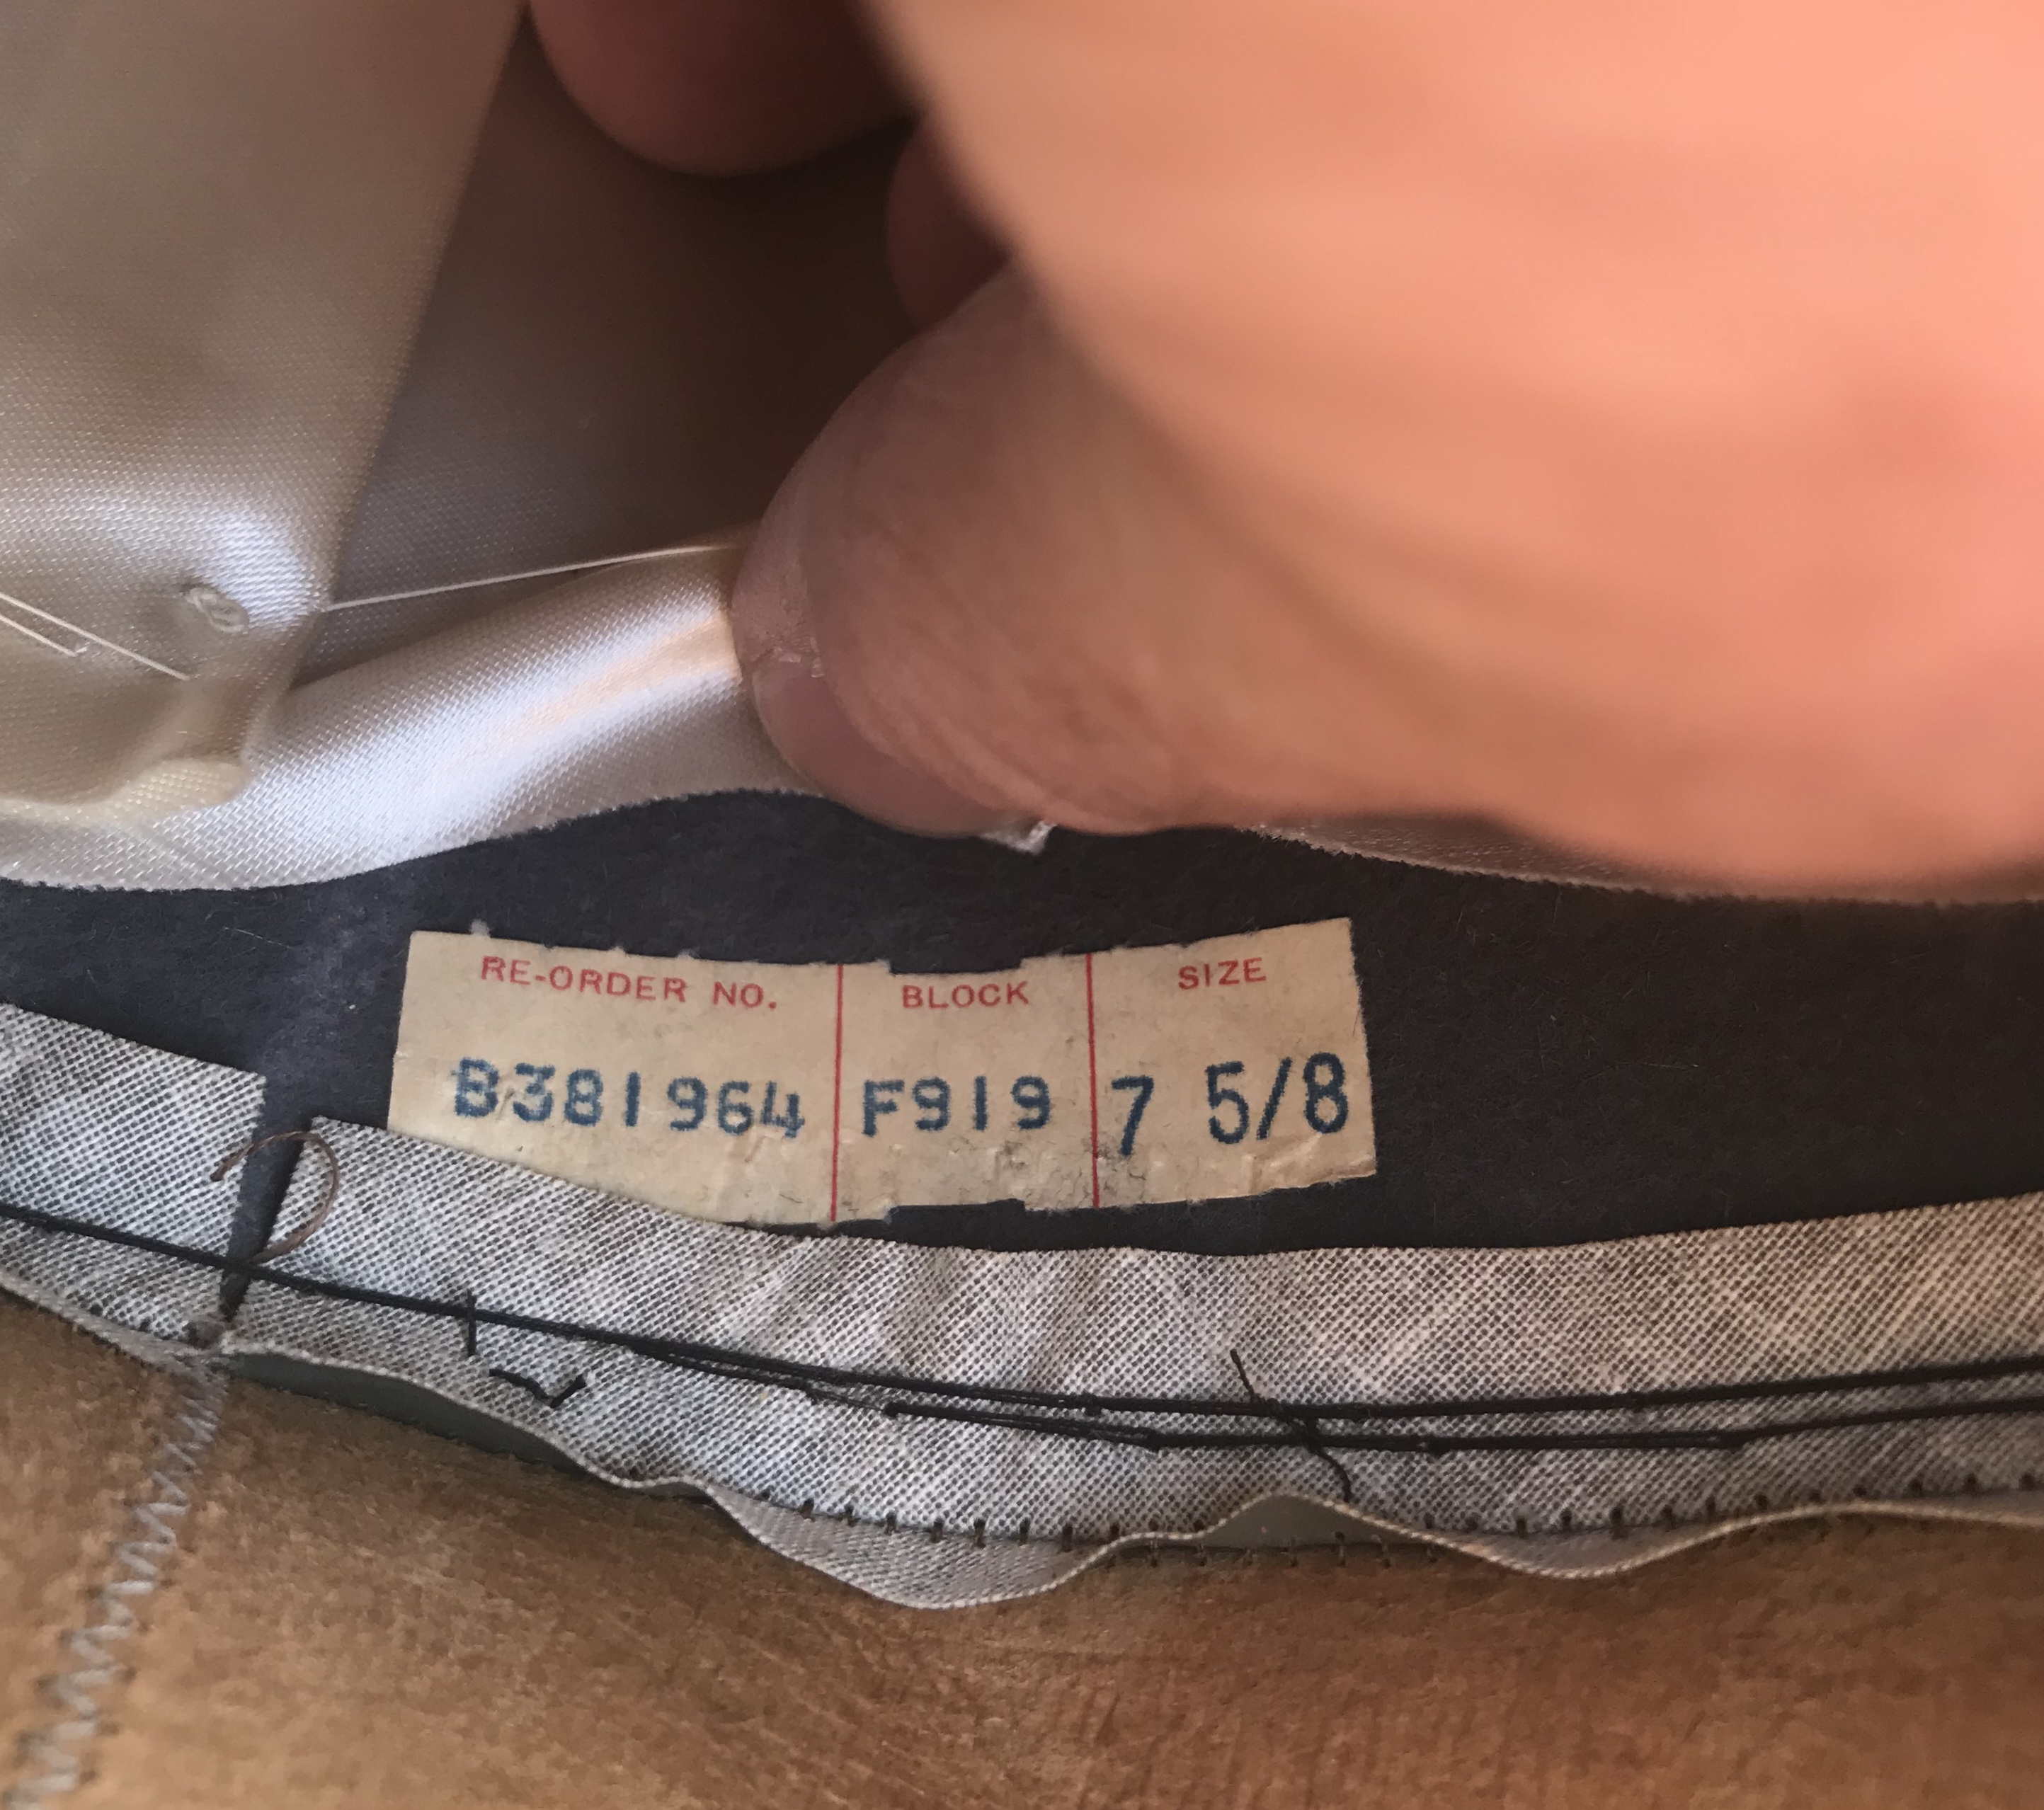 RE-ORDER NO. BLOCK SIZE
B381964 F919 7 5/8